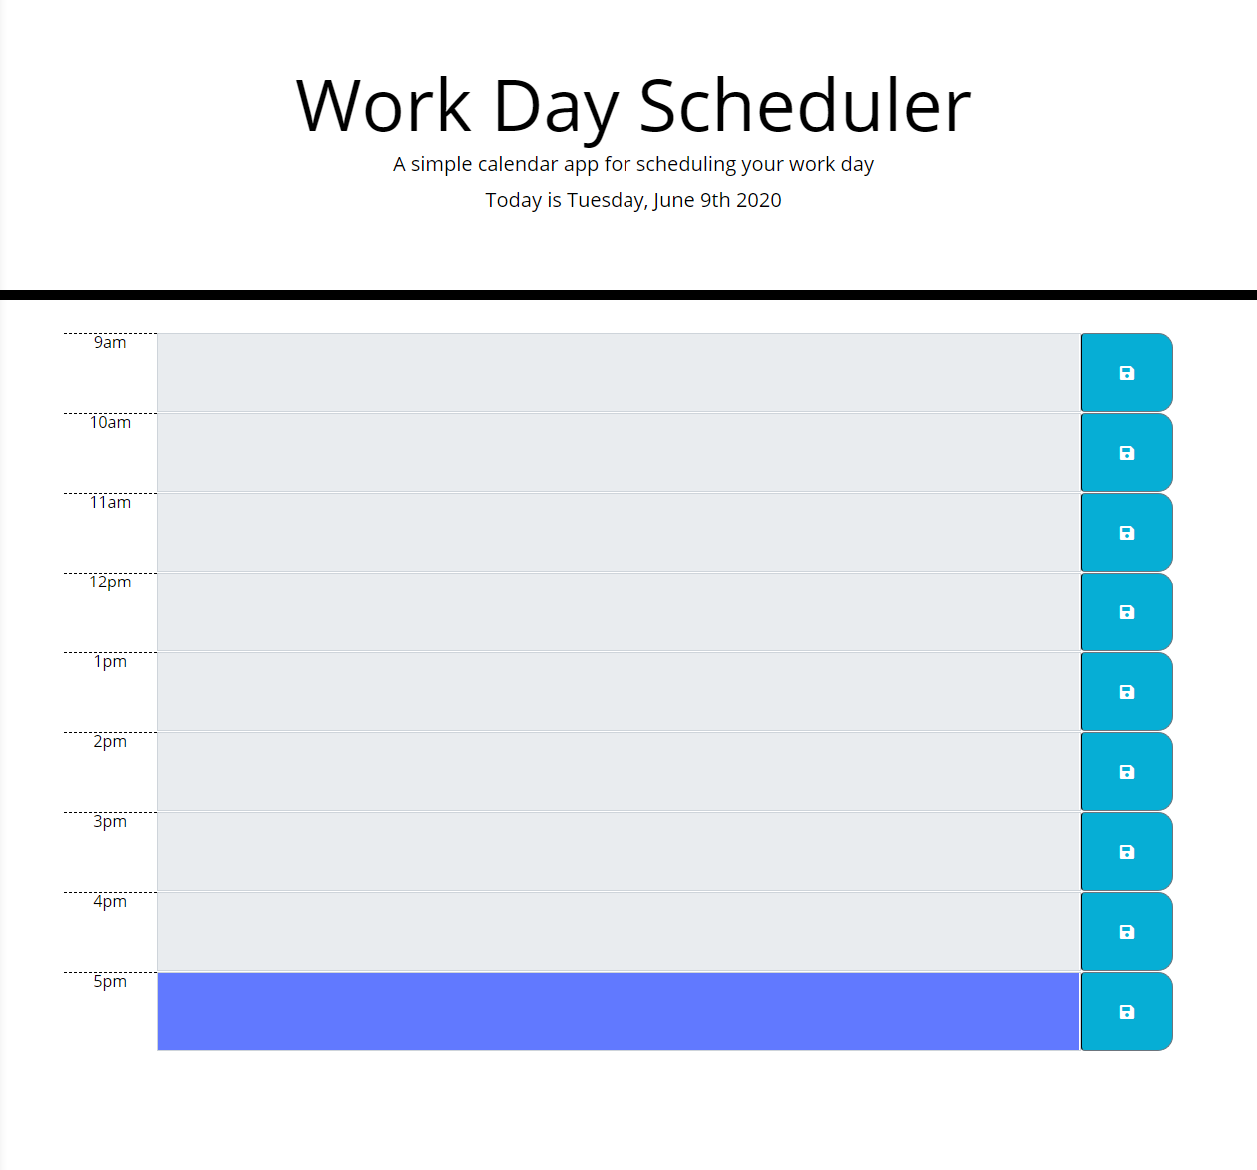 Work Day Scheduler
A simple calendar app for scheduling your work day
Today is Tuesday, June 9th 2020
9am
10am
11am
12pm
1pm
2pm
3pm
4pm
5pm